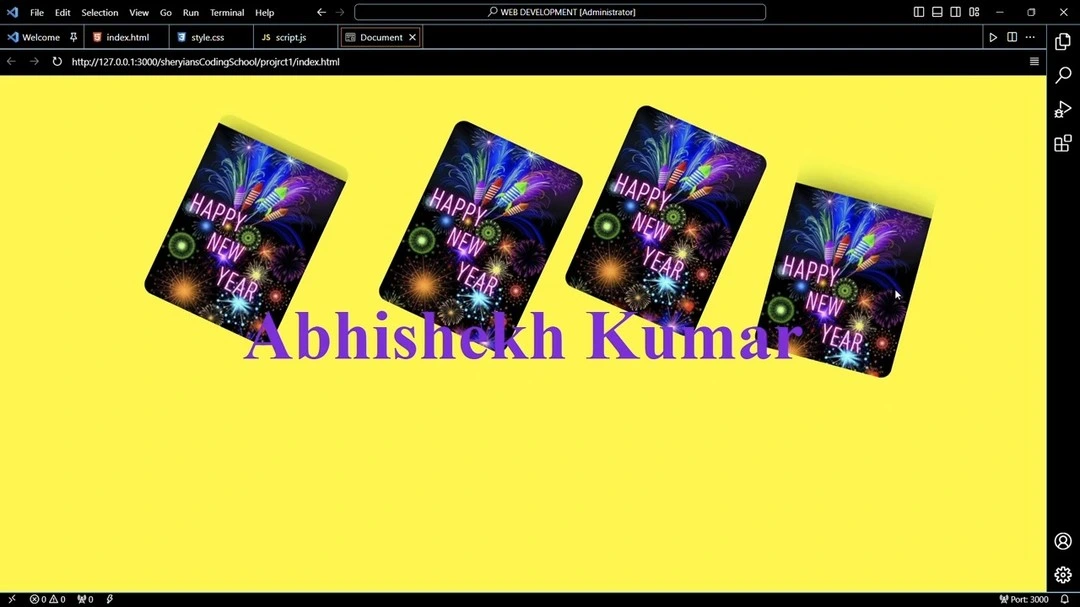 File Edit Selection View Go Run Terminal Help
WEB DEVELOPMENT [Administrator]
Welcome index.html style.css JS script.js Document
http://127.0.0.1:3000/sheryiansCodingSchool/projrct1/index.html
HAPPY
NEW
YEAR
HAPPY
NEW
YEAR
HAPPY
NEW
YEAR
HAPPY
NEW
YEAR
Abhishekh Kumar
0 0 0
Port: 3000